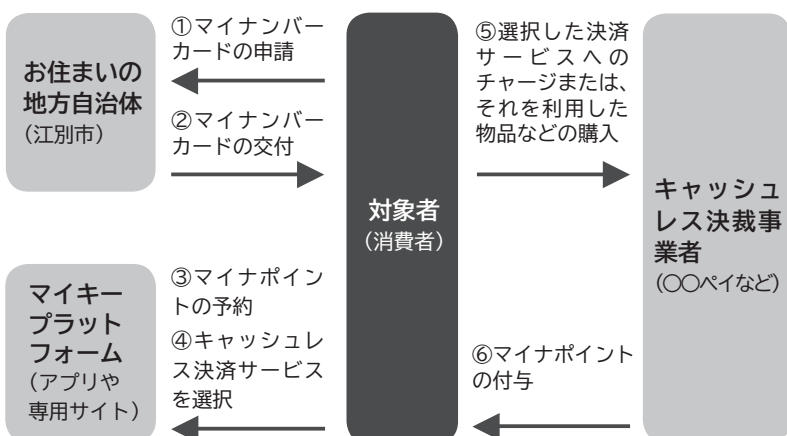 お住まいの
地方自治体
（江別市）
①マイナンバー
カードの申請
②マイナンバー
カードの交付
対象者
（消費者）
⑤選択した決済
サービスへの
チャージまたは、
それを利用した
物品などの購入
キャッシュ
レス決裁事
業者
（〇〇ペイなど）
マイキー
プラット
フォーム
（アプリや
専用サイト）
③マイナポイン
トの予約
④キャッシュレ
ス決済サービス
を選択
⑥マイナポイント
の付与